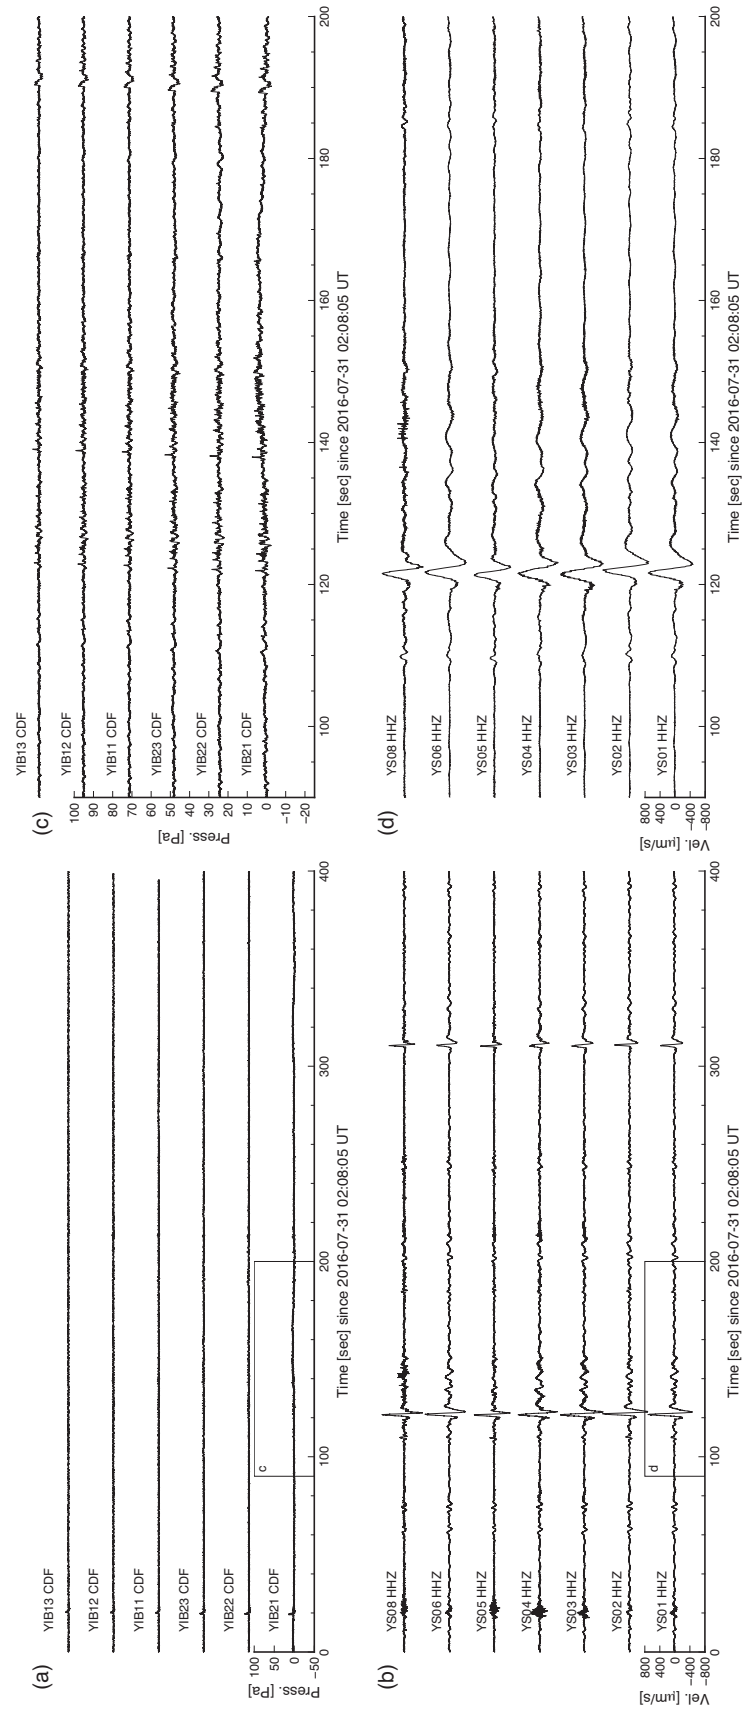 (a)
YIB13 CDF
YIB12 CDF
YIB11 CDF
YIB23 CDF
YIB22 CDF
YIB21 CDF
c
Press. [Pa]
100
50
0
−50
0
100
200
300
400
Time [sec] since 2016-07-31 02:08:05 UT
(b)
YS08 HHZ
YS06 HHZ
YS05 HHZ
YS04 HHZ
YS03 HHZ
YS02 HHZ
YS01 HHZ
d
Vel. [μm/s]
800
400
0
−400
−800
0
100
200
300
400
Time [sec] since 2016-07-31 02:08:05 UT
(c)
YIB13 CDF
YIB12 CDF
YIB11 CDF
YIB23 CDF
YIB22 CDF
YIB21 CDF
Press. [Pa]
100
90
80
70
60
50
40
30
20
10
0
−10
−20
100
120
140
160
180
200
Time [sec] since 2016-07-31 02:08:05 UT
(d)
YS08 HHZ
YS06 HHZ
YS05 HHZ
YS04 HHZ
YS03 HHZ
YS02 HHZ
YS01 HHZ
Vel. [μm/s]
800
400
0
−400
−800
100
120
140
160
180
200
Time [sec] since 2016-07-31 02:08:05 UT